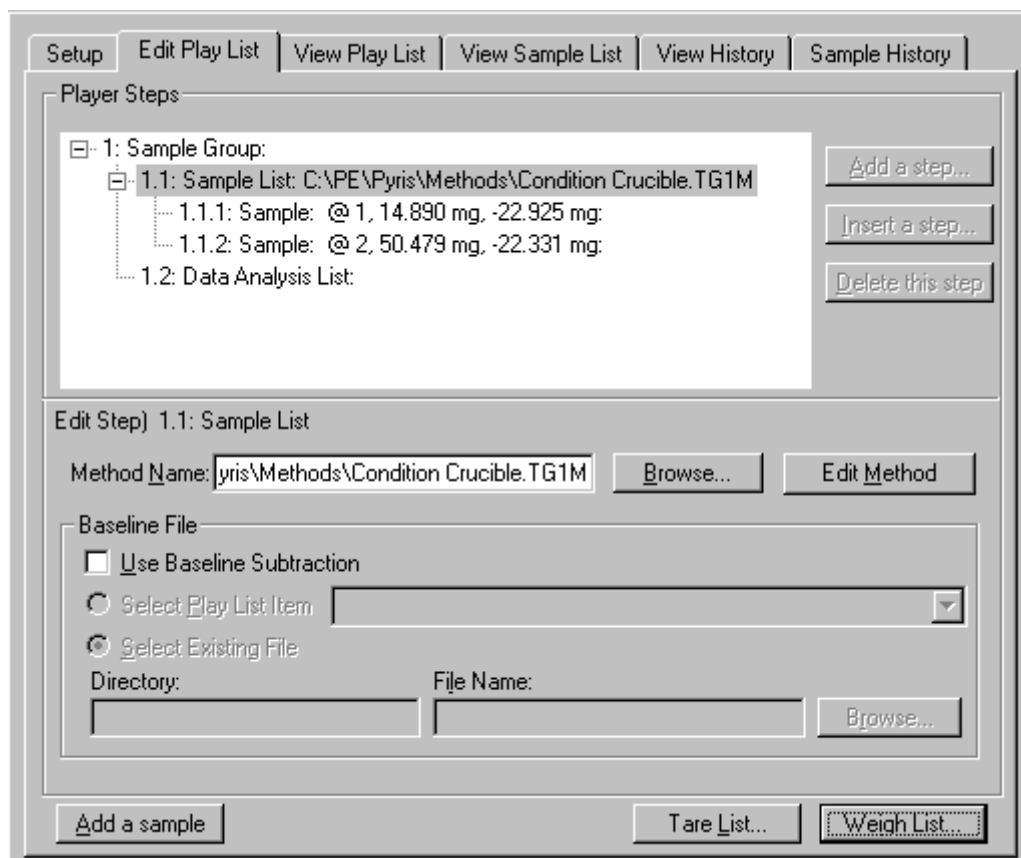 Setup Edit Play List View Play List View Sample List View History Sample History
Player Steps
1: Sample Group:
1.1: Sample List: C:\PE\Pyris\Methods\Condition Crucible.TG1M
1.1.1: Sample: @ 1, 14.890 mg, -22.925 mg:
1.1.2: Sample: @ 2, 50.479 mg, -22.331 mg:
1.2: Data Analysis List:
Add a step...
Insert a step...
Delete this step
Edit Step) 1.1: Sample List
Method Name: yris\Methods\Condition Crucible.TG1M Browse... Edit Method
Baseline File
Use Baseline Subtraction
Select Play List Item
Select Existing File
Directory: File Name:
Browse...
Add a sample Tare List... Weigh List...